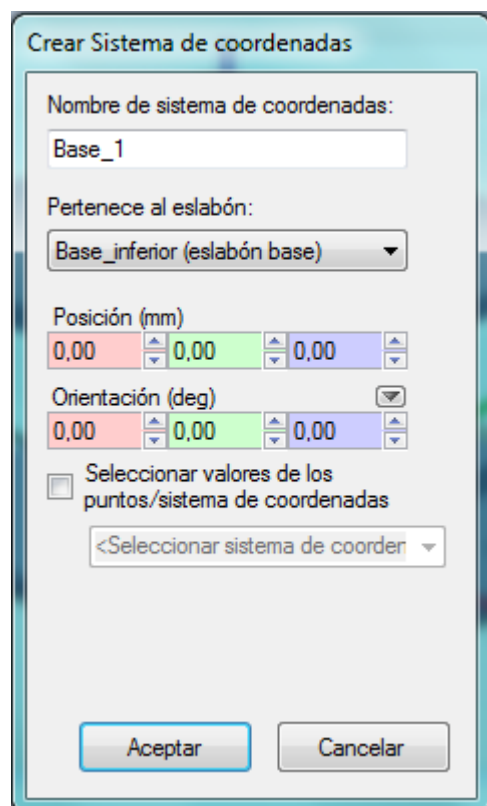 Crear Sistema de coordenadas
Nombre de sistema de coordenadas:
Base_1
Pertenece al eslabón:
Base_inferior (eslabón base)
Posición (mm)
0,00 0,00 0,00
Orientación (deg)
0,00 0,00 0,00
Seleccionar valores de los
puntos/sistema de coordenadas
<Seleccionar sistema de coorden
Aceptar Cancelar